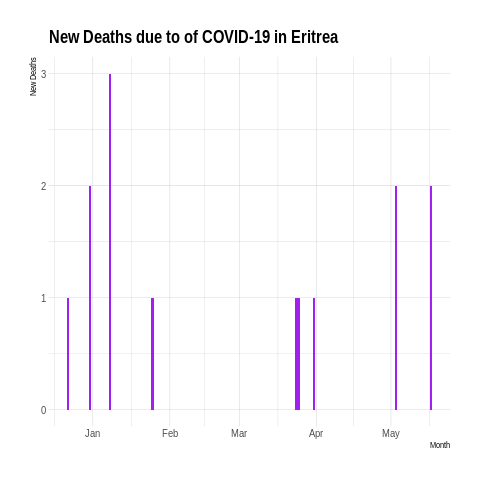 New Deaths due to of COVID-19 in Eritrea
New Deaths
3
2
1
0
Jan Feb Mar Apr May
Month